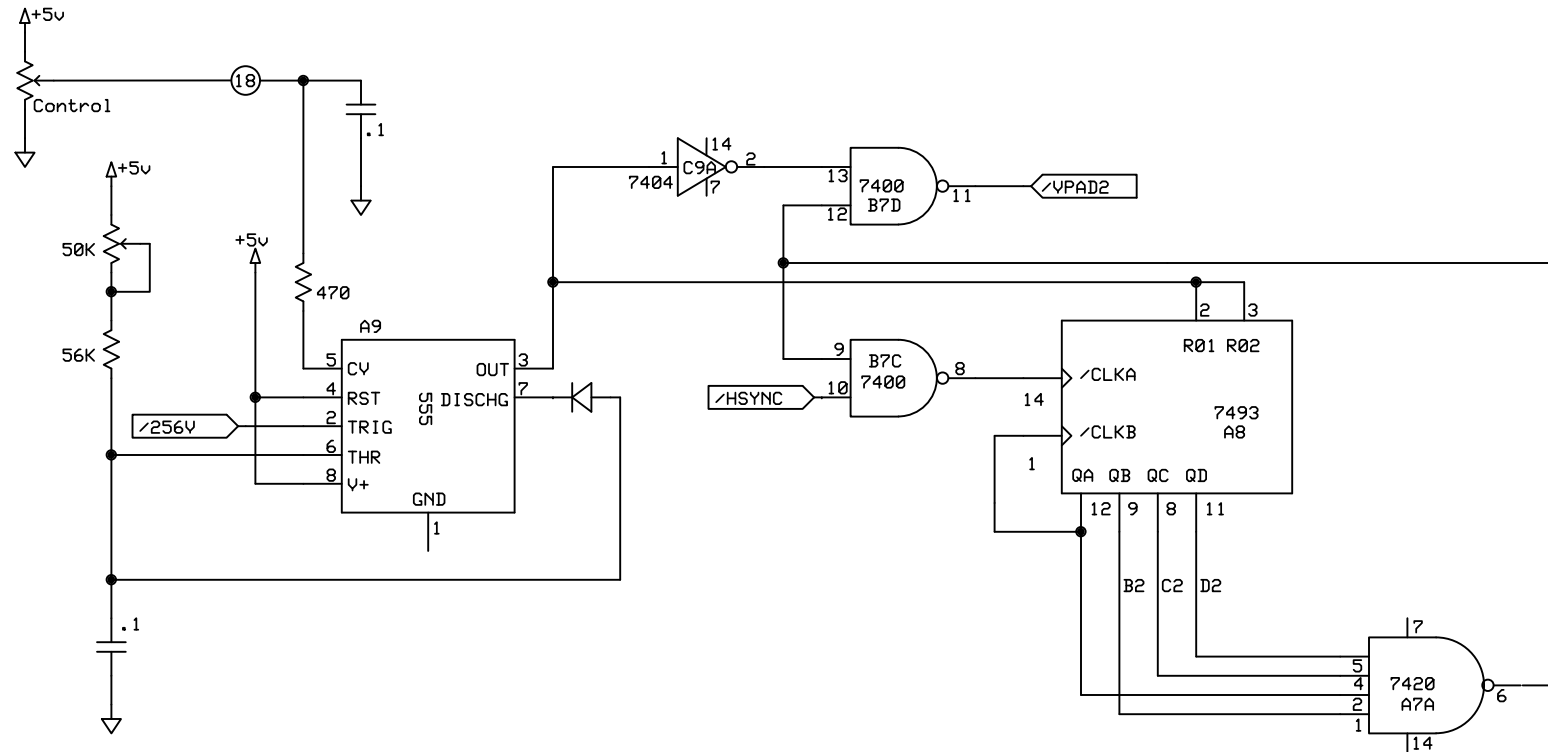 +5v
18
Control
.1
+5v
14
1
C9A
2
7404
7
13
7400
12
B7D
11
/VPAD2
50K
+5v
470
2
3
A9
R01 R02
56K
5
CV
OUT
3
9
B7C
7400
8
/CLKA
4
RST
555
DISCHG
7
/HSYNC
10
14
7493
A8
/256V
2
TRIG
/CLKB
6
THR
1
8
V+
GND
QA
QB
QC
QD
1
12
9
8
11
B2
C2
D2
.1
7
5
4
7420
2
A7A
6
1
14